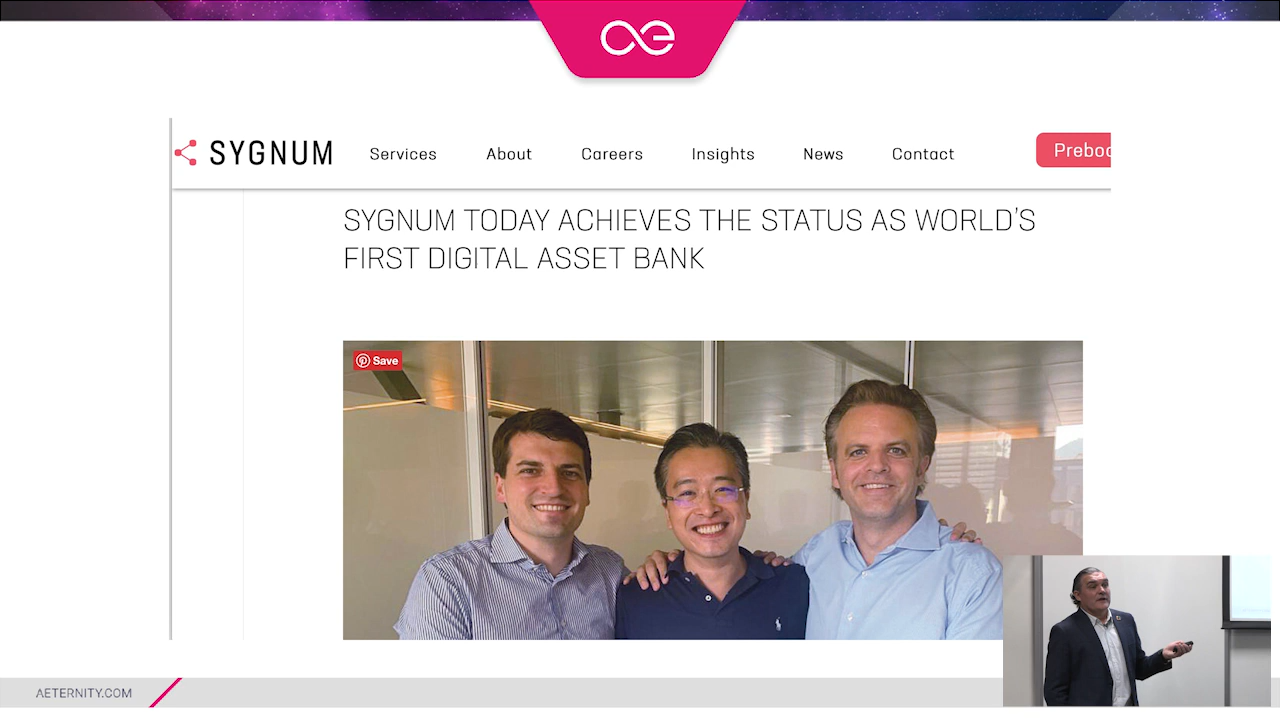 æ
SYGNUM Services About Careers Insights News Contact Preboo
SYGNUM TODAY ACHIEVES THE STATUS AS WORLD'S
FIRST DIGITAL ASSET BANK
Save
AETERNITY.COM